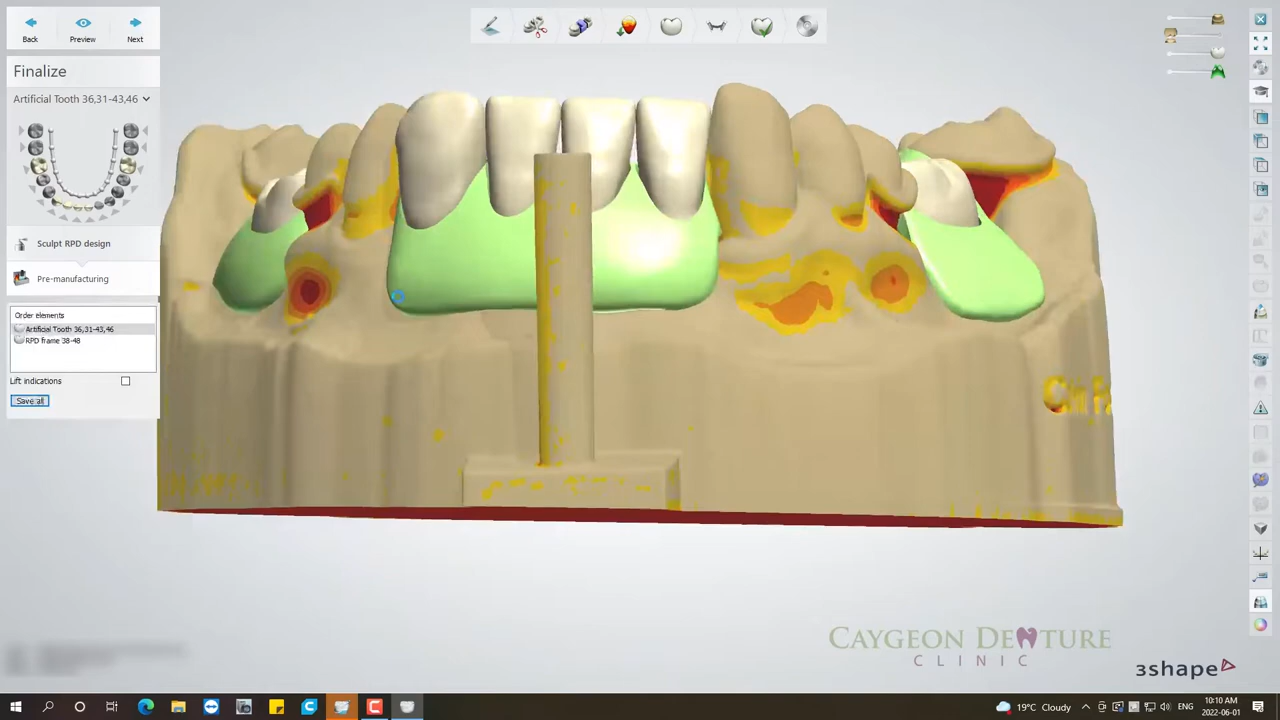 Back
Preview
Next
Finalize
Artificial Tooth 36,31-43,46
Sculpt RPD design
Pre-manufacturing
Order elements
Artificial Tooth 36,31-43,46
RPD frame 38-48
Lift indications
Save all
CAYGEON DENTURE
CLINIC
3shape
19°C Cloudy
ENG
10:10 AM
2022-06-01